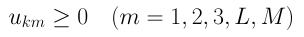 u_{km} ≥ 0 (m = 1, 2, 3, L, M)